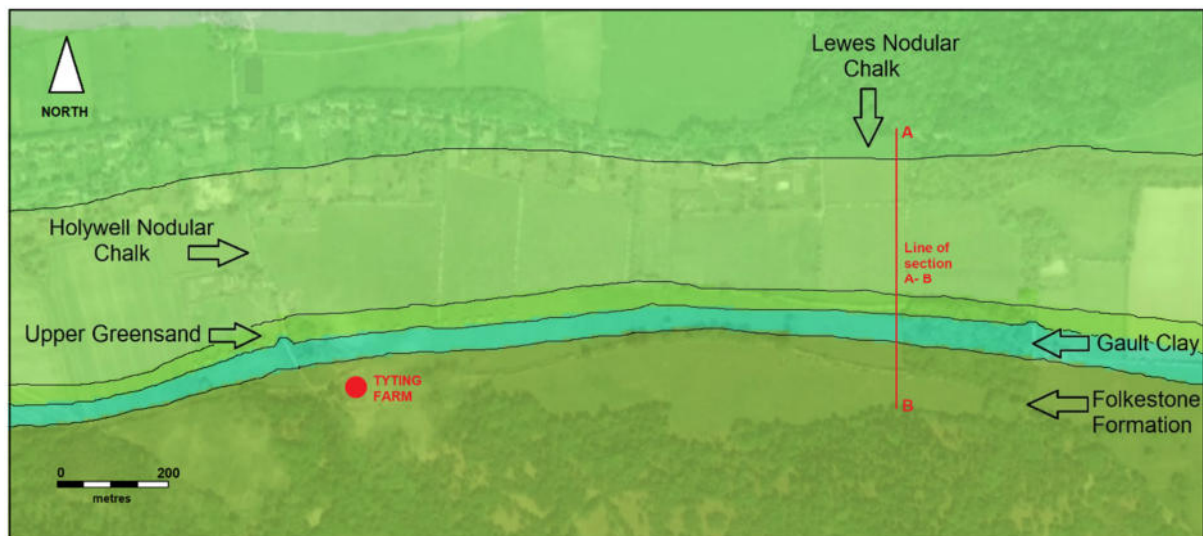 NORTH
Lewes Nodular
Chalk
A
Holywell Nodular
Chalk
Line of
section
A- B
Upper Greensand
Gault Clay
TYTING
FARM
B
Folkestone
Formation
0 200
metres